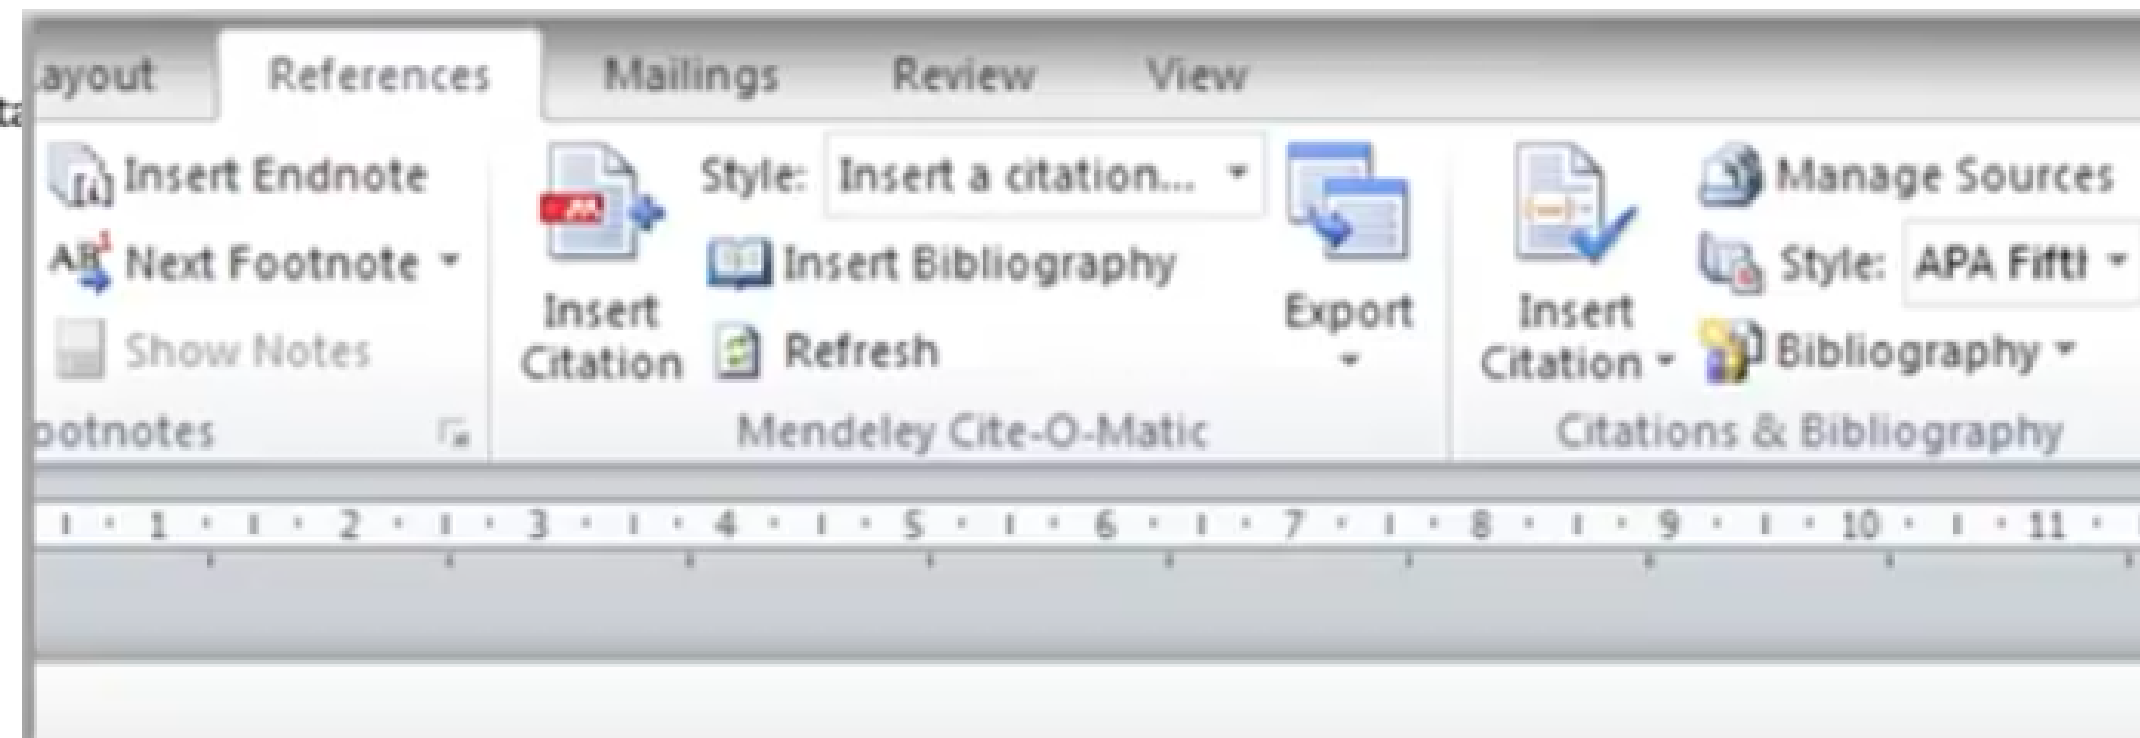 ayout References Mailings Review View
Insert Endnote
Next Footnote
Show Notes
ootnotes
Insert
Citation
Style: Insert a citation...
Insert Bibliography
Refresh
Export
Mendeley Cite-O-Matic
Insert
Citation
Manage Sources
Style: APA Fift
Bibliography
Citations & Bibliography
1 2 3 4 5 6 7 8 9 10 11